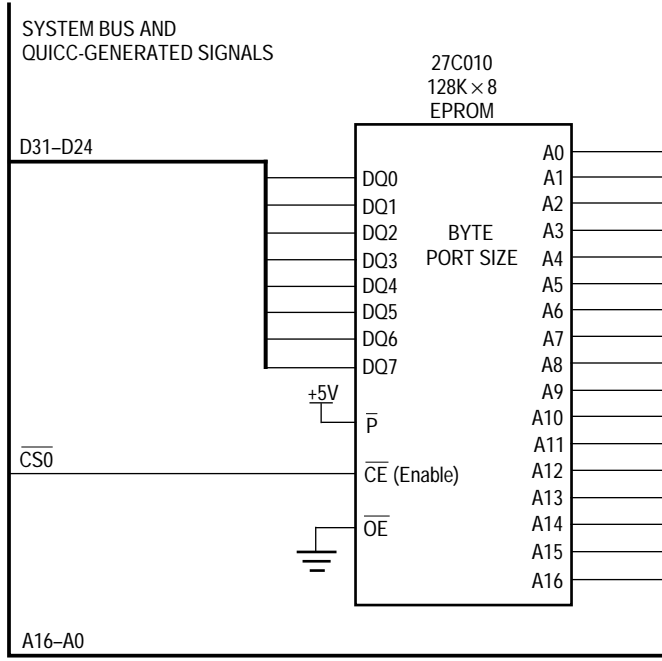 SYSTEM BUS AND
QUICC-GENERATED SIGNALS
27C010
128K × 8
EPROM
D31–D24
DQ0
DQ1
DQ2
DQ3
DQ4
DQ5
DQ6
DQ7
BYTE
PORT SIZE
A0
A1
A2
A3
A4
A5
A6
A7
A8
A9
A10
A11
A12
A13
A14
A15
A16
+5V
P
CS0
CE (Enable)
OE
A16–A0